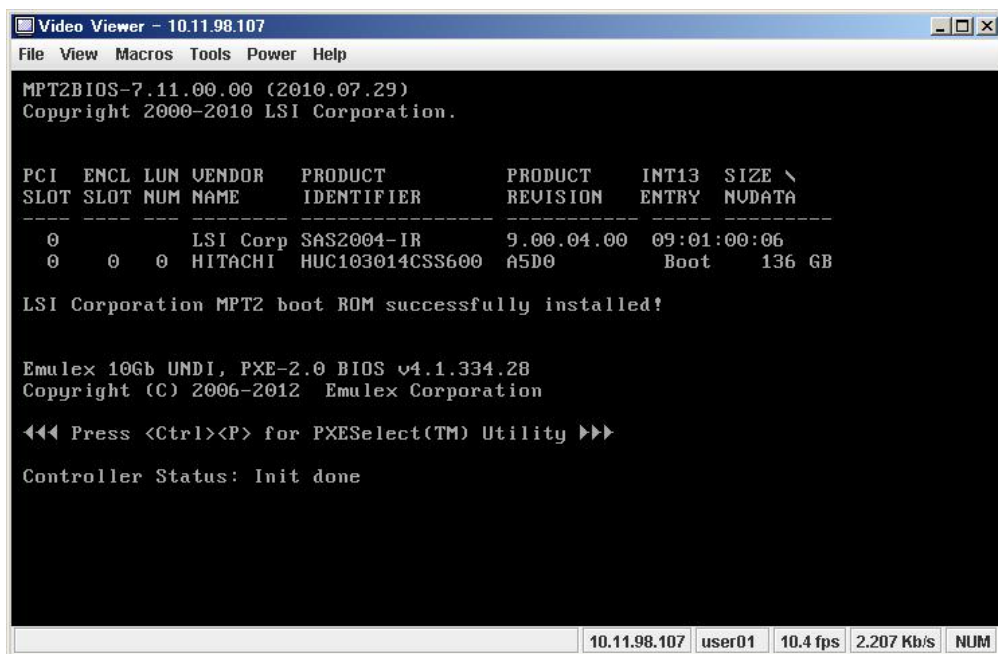 Video Viewer - 10.11.98.107
File View Macros Tools Power Help
MPT2BIOS-7.11.00.00 (2010.07.29)
Copyright 2000-2010 LSI Corporation.
PCI ENCL LUN VENDOR PRODUCT PRODUCT INT13 SIZE \
SLOT SLOT NUM NAME IDENTIFIER REVISION ENTRY NVDATA
---- ---- --- -------- ---------------- ----------- ----- ---------
0 LSI Corp SAS2004-IR 9.00.04.00 09:01:00:06
0 0 0 HITACHI HUC103014CSS600 A5D0 Boot 136 GB
LSI Corporation MPT2 boot ROM successfully installed!
Emulex 10Gb UNDI, PXE-2.0 BIOS v4.1.334.28
Copyright (C) 2006-2012 Emulex Corporation
◄◄◄ Press <Ctrl><P> for PXESelect(TM) Utility ►►►
Controller Status: Init done
10.11.98.107 user01 10.4 fps 2.207 Kb/s NUM